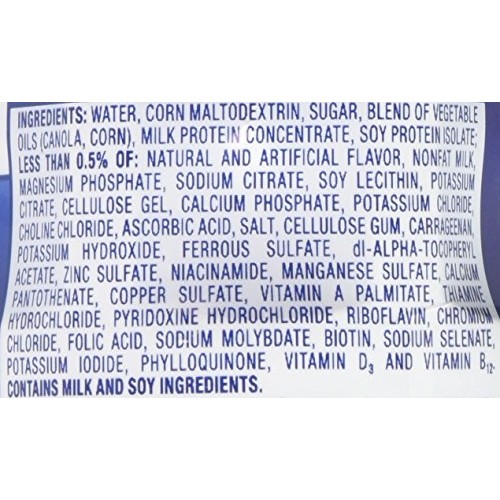 INGREDIENTS: WATER, CORN MALTODEXTRIN, SUGAR, BLEND OF VEGETABLE
OILS (CANOLA, CORN), MILK PROTEIN CONCENTRATE, SOY PROTEIN ISOLATE;
LESS THAN 0.5% OF: NATURAL AND ARTIFICIAL FLAVOR, NONFAT MILK,
MAGNESIUM PHOSPHATE, SODIUM CITRATE, SOY LECITHIN, POTASSIUM
CITRATE, CELLULOSE GEL, CALCIUM PHOSPHATE, POTASSIUM CHLORIDE,
CHOLINE CHLORIDE, ASCORBIC ACID, SALT, CELLULOSE GUM, CARRAGEENAN,
POTASSIUM HYDROXIDE, FERROUS SULFATE, dl-ALPHA-TOCOPHERYL
ACETATE, ZINC SULFATE, NIACINAMIDE, MANGANESE SULFATE, CALCIUM
PANTOTHENATE, COPPER SULFATE, VITAMIN A PALMITATE, THIAMINE
HYDROCHLORIDE, PYRIDOXINE HYDROCHLORIDE, RIBOFLAVIN, CHROMIUM
CHLORIDE, FOLIC ACID, SODIUM MOLYBDATE, BIOTIN, SODIUM SELENATE,
POTASSIUM IODIDE, PHYLLOQUINONE, VITAMIN D₃ AND VITAMIN B₁₂.
CONTAINS MILK AND SOY INGREDIENTS.